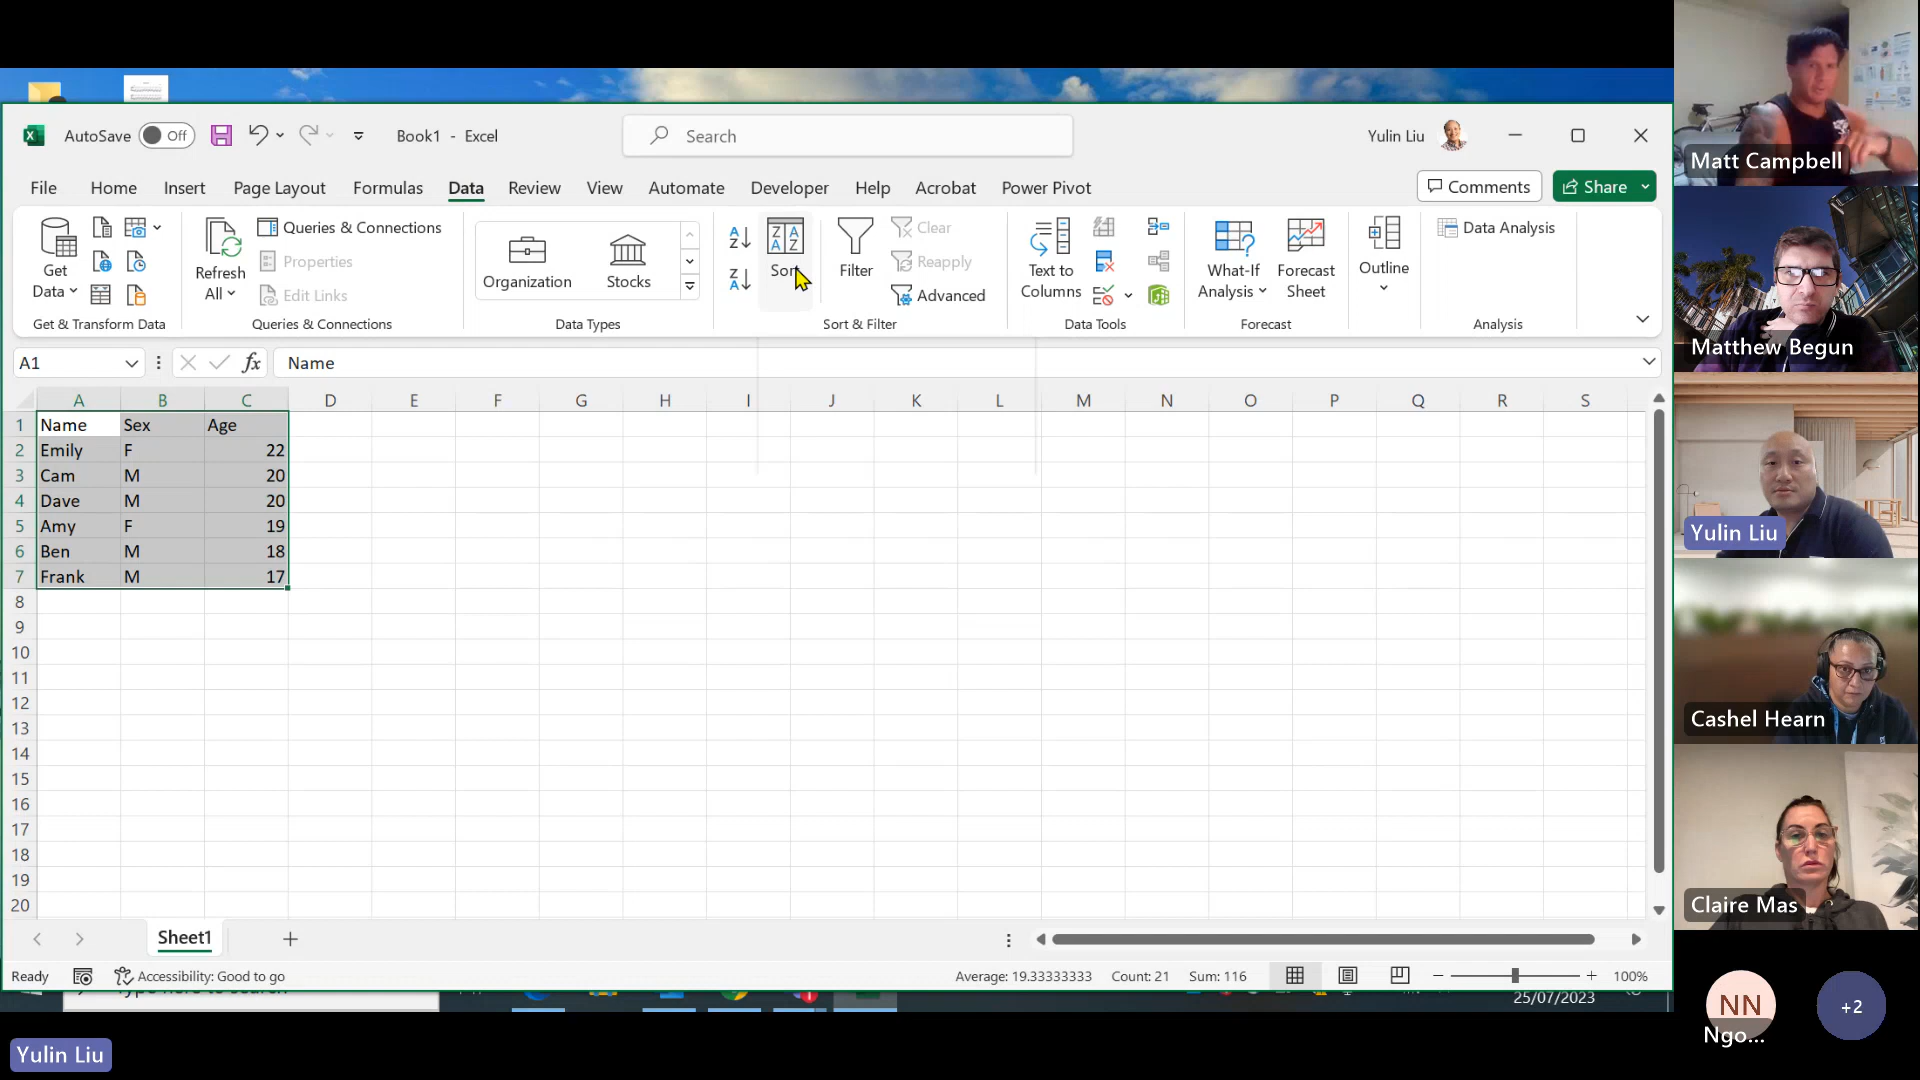 AutoSave Off Book1 - Excel Search Yulin Liu
File Home Insert Page Layout Formulas Data Review View Automate Developer Help Acrobat Power Pivot Comments Share
Get Data
Refresh All
Queries & Connections
Properties
Edit Links
Organization Stocks
Sort
Filter
Clear
Reapply
Advanced
Text to Columns
What-If Analysis
Forecast Sheet
Outline
Data Analysis
Get & Transform Data Queries & Connections Data Types Sort & Filter Data Tools Forecast Analysis
A1 fx Name
A B C D E F G H I J K L M N O P Q R S
1 Name Sex Age
2 Emily F 22
3 Cam M 20
4 Dave M 20
5 Amy F 19
6 Ben M 18
7 Frank M 17
8
9
10
11
12
13
14
15
16
17
18
19
20
Sheet1
Ready Accessibility: Good to go Average: 19.33333333 Count: 21 Sum: 116 100%
25/07/2023
Yulin Liu
Matt Campbell
Matthew Begun
Yulin Liu
Cashel Hearn
Claire Mas
NN +2
Ngo...